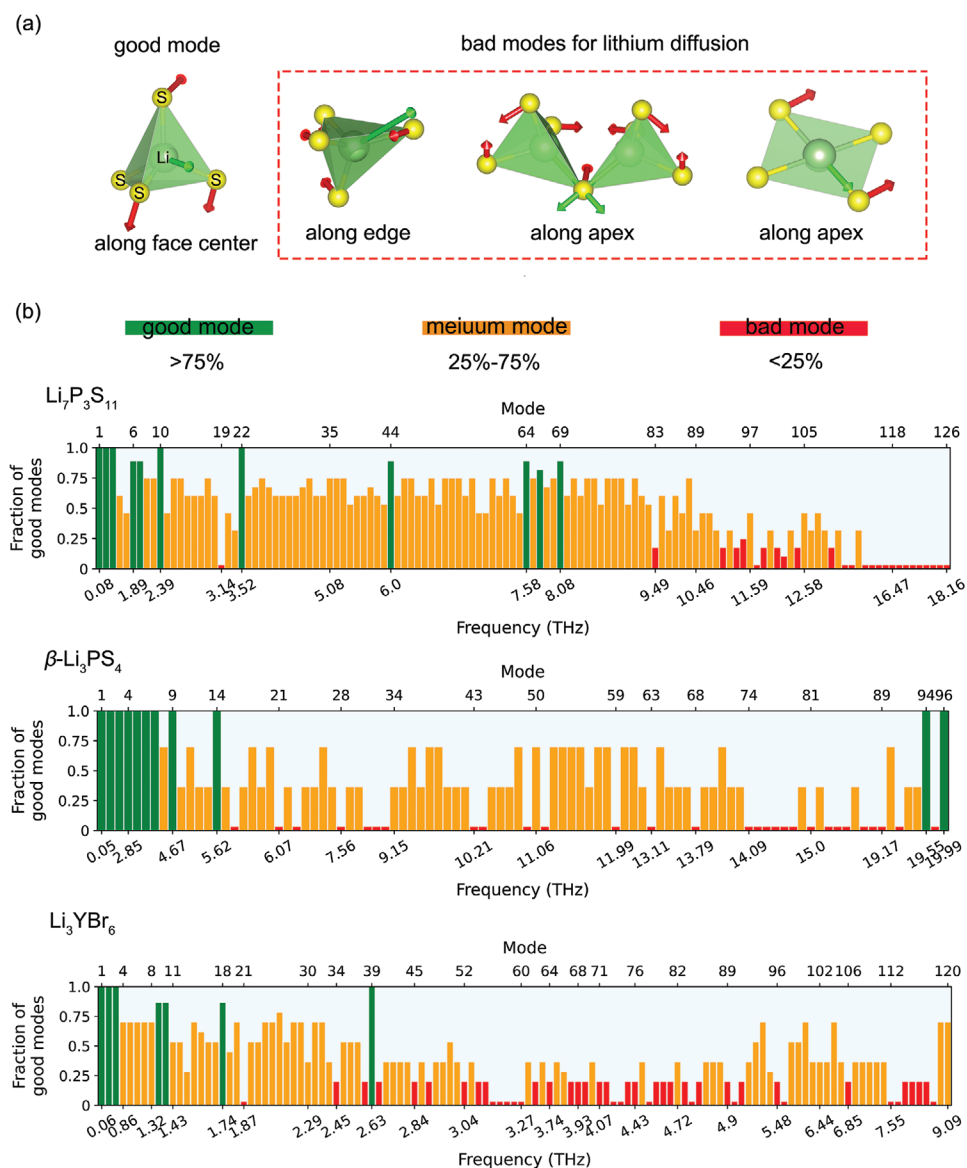 (a)
good mode
bad modes for lithium diffusion
S
Li
S
S
S
along face center
along edge
along apex
along apex
(b)
good mode
meiuum mode
bad mode
>75%
25%-75%
<25%
Li₇P₃S₁₁
Mode
1 6 10 19 22 35 44 64 69 83 89 97 105 118 126
Fraction of
good modes
1.0
0.75
0.5
0.25
0
0.08 1.89 2.39 3.14 3.52 5.08 6.0 7.58 8.08 9.49 10.46 11.59 12.58 16.47 18.16
Frequency (THz)
β-Li₃PS₄
Mode
1 4 9 14 21 28 34 43 50 59 63 68 74 81 89 94 96
Fraction of
good modes
1.0
0.75
0.5
0.25
0
0.05 2.85 4.67 5.62 6.07 7.56 9.15 10.21 11.06 11.99 13.11 13.79 14.09 15.0 19.17 19.55 19.99
Frequency (THz)
Li₃YBr₆
Mode
1 4 8 11 18 21 30 34 39 45 52 60 64 68 71 76 82 89 96 102 106 112 120
Fraction of
good modes
1.0
0.75
0.5
0.25
0
0.06 0.86 1.32 1.43 1.74 1.87 2.29 2.45 2.63 2.84 3.04 3.27 3.74 3.93 4.07 4.43 4.72 4.9 5.48 6.44 6.85 7.55 9.09
Frequency (THz)